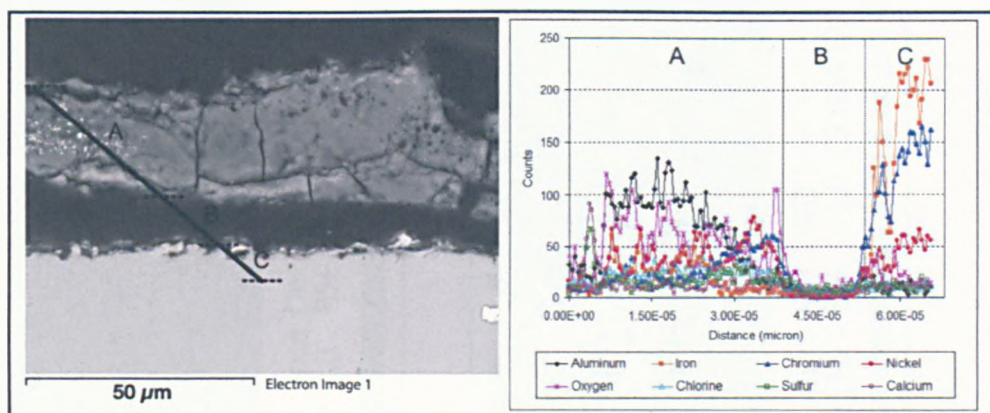 A
B
C
50 µm
Electron Image 1
250
200
150
100
50
0
Counts
A
B
C
0.00E+00
1.50E-05
3.00E-05
4.50E-05
6.00E-05
Distance (micron)
Aluminum
Iron
Chromium
Nickel
Oxygen
Chlorine
Sulfur
Calcium